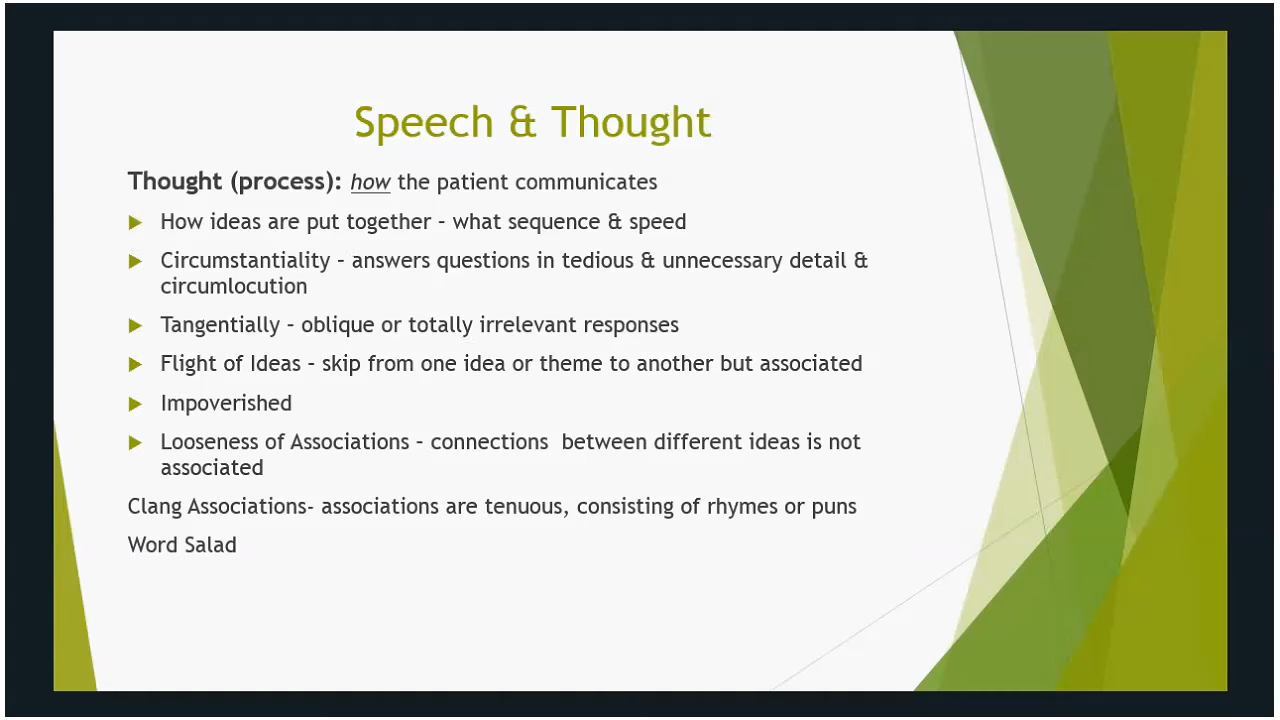 Speech & Thought
Thought (process): how the patient communicates
How ideas are put together – what sequence & speed
Circumstantiality – answers questions in tedious & unnecessary detail &
circumlocution
Tangentially – oblique or totally irrelevant responses
Flight of Ideas – skip from one idea or theme to another but associated
Impoverished
Looseness of Associations – connections  between different ideas is not
associated
Clang Associations- associations are tenuous, consisting of rhymes or puns
Word Salad